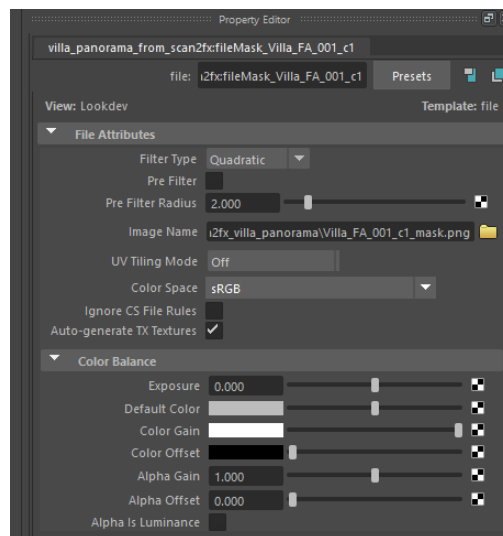 Property Editor
villa_panorama_from_scan2fx:fileMask_Villa_FA_001_c1
file: ı2fx:fileMask_Villa_FA_001_c1 Presets
View: Lookdev Template: file
File Attributes
Filter Type Quadratic
Pre Filter
Pre Filter Radius 2.000
Image Name ı2fx_villa_panorama\Villa_FA_001_c1_mask.png
UV Tiling Mode Off
Color Space sRGB
Ignore CS File Rules
Auto-generate TX Textures
Color Balance
Exposure 0.000
Default Color
Color Gain
Color Offset
Alpha Gain 1.000
Alpha Offset 0.000
Alpha Is Luminance